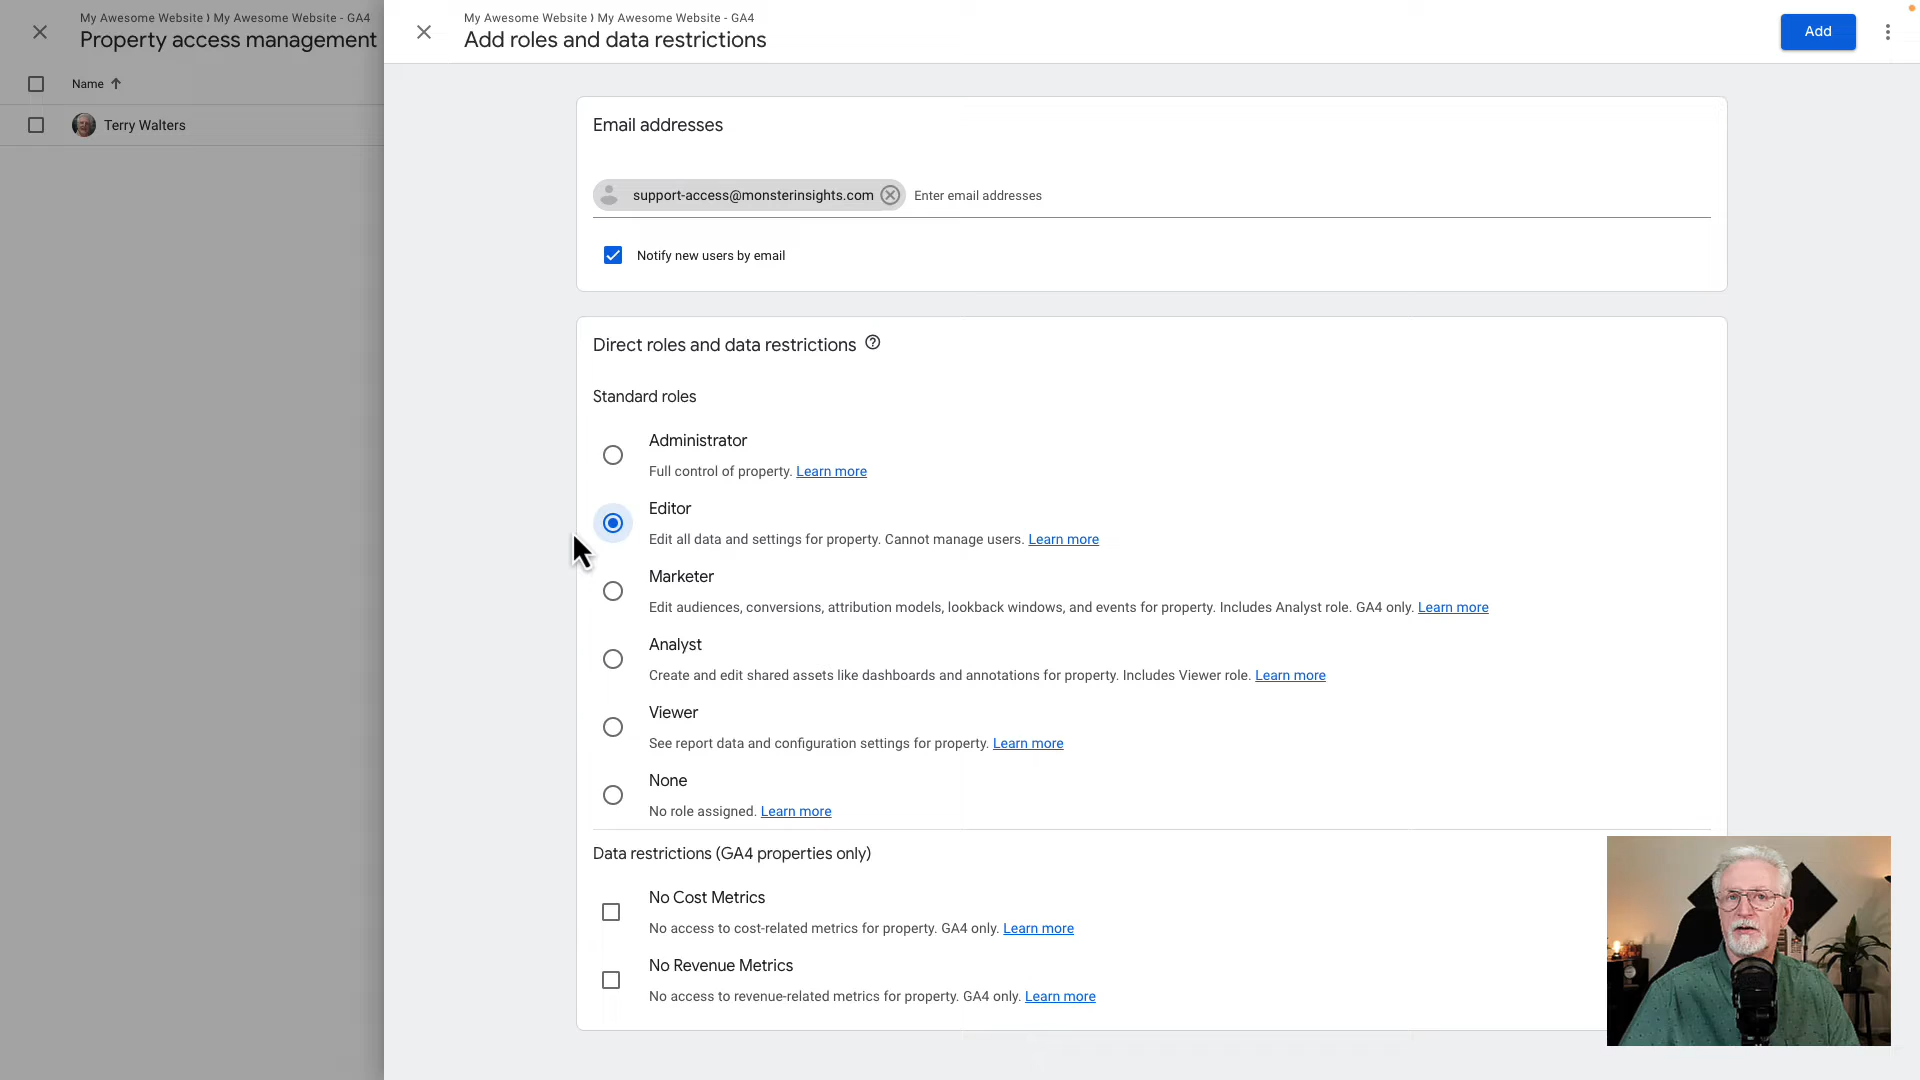 My Awesome Website › My Awesome Website - GA4
Property access management
Name
Terry Walters
My Awesome Website › My Awesome Website - GA4
Add roles and data restrictions
Add
Email addresses
support-access@monsterinsights.com Enter email addresses
Notify new users by email
Direct roles and data restrictions
Standard roles
Administrator
Full control of property. Learn more
Editor
Edit all data and settings for property. Cannot manage users. Learn more
Marketer
Edit audiences, conversions, attribution models, lookback windows, and events for property. Includes Analyst role. GA4 only. Learn more
Analyst
Create and edit shared assets like dashboards and annotations for property. Includes Viewer role. Learn more
Viewer
See report data and configuration settings for property. Learn more
None
No role assigned. Learn more
Data restrictions (GA4 properties only)
No Cost Metrics
No access to cost-related metrics for property. GA4 only. Learn more
No Revenue Metrics
No access to revenue-related metrics for property. GA4 only. Learn more